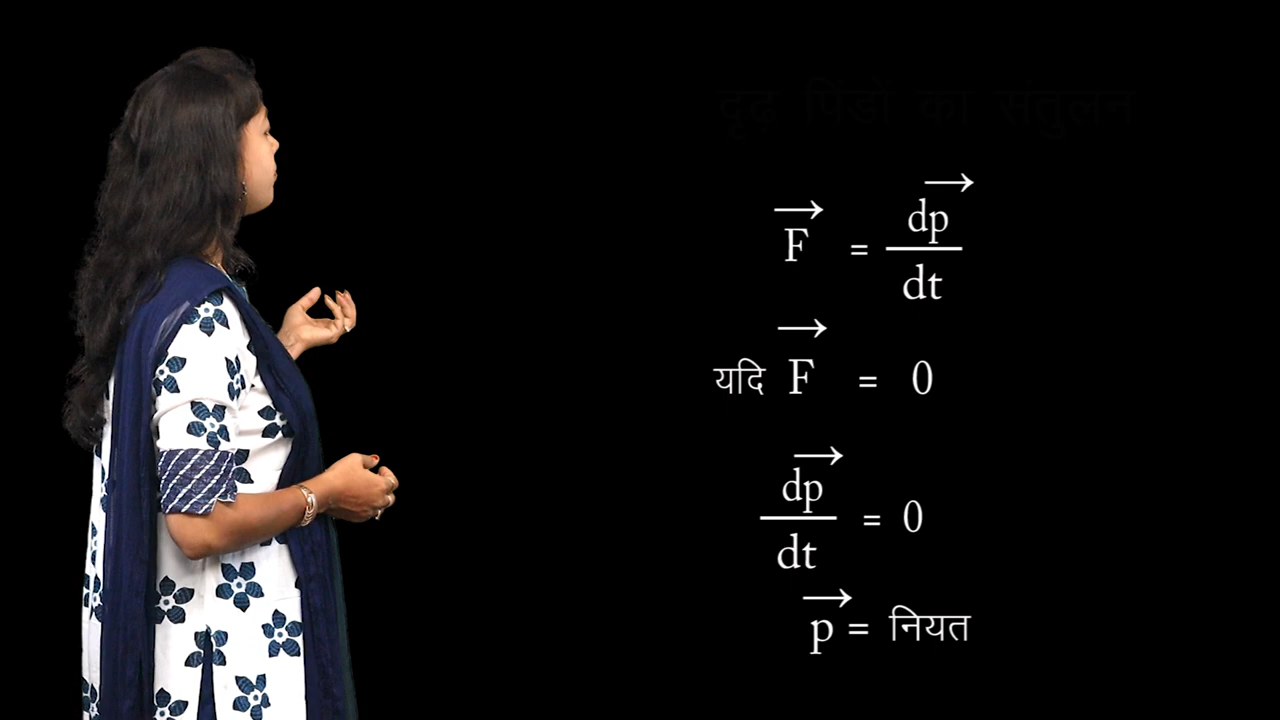 दृढ़ पिंडों का संतुलन
F⃗ = dp⃗/dt
यदि F⃗ = 0
dp⃗/dt = 0
p⃗ = नियत